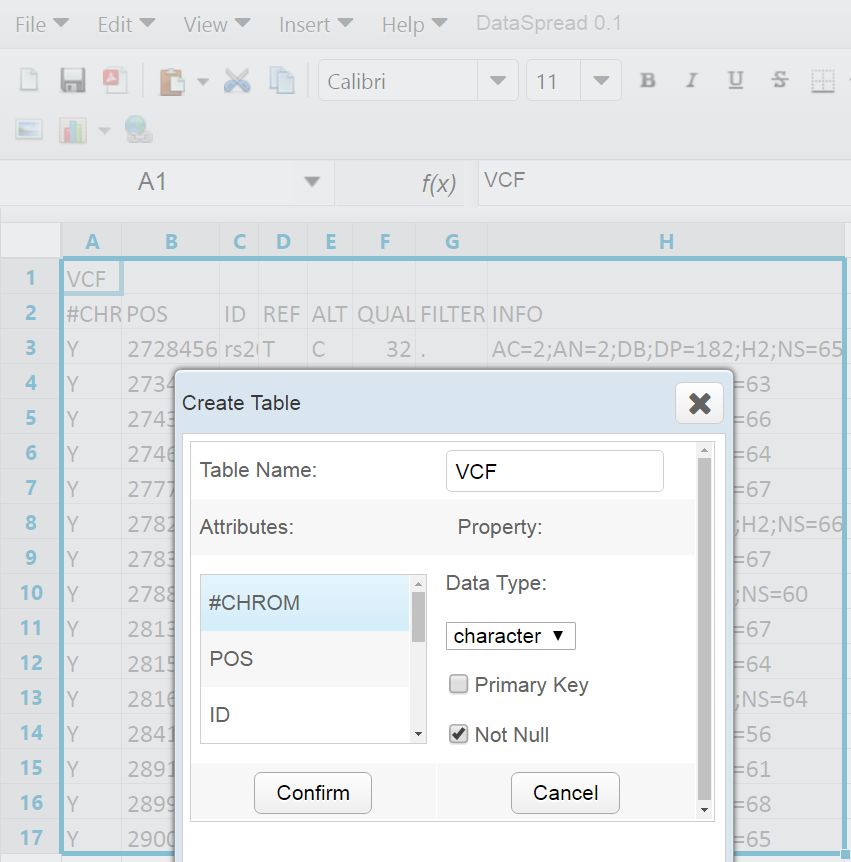 File Edit View Insert Help DataSpread 0.1
Calibri 11 B I U S
A1 f(x) VCF
A B C D E F G H
1 VCF
2 #CHR POS ID REF ALT QUAL FILTER INFO
3 Y 2728456 rs20 T C 32 . AC=2;AN=2;DB;DP=182;H2;NS=65
4 Y 2734 =63
Create Table
5 Y 2743 =66
6 Y 2746 =64
Table Name: VCF
7 Y 2777 =67
8 Y 2782 ;H2;NS=66
Attributes: Property:
9 Y 2783 =67
Data Type:
10 Y 2788 ;NS=60
#CHROM
11 Y 2813 =67
character
12 Y 2815 =64
POS
Primary Key
13 Y 2816 ;NS=64
ID
14 Y 2841 =56
Not Null
15 Y 2891 =61
Confirm Cancel
16 Y 2899 =68
17 Y 2900 =65